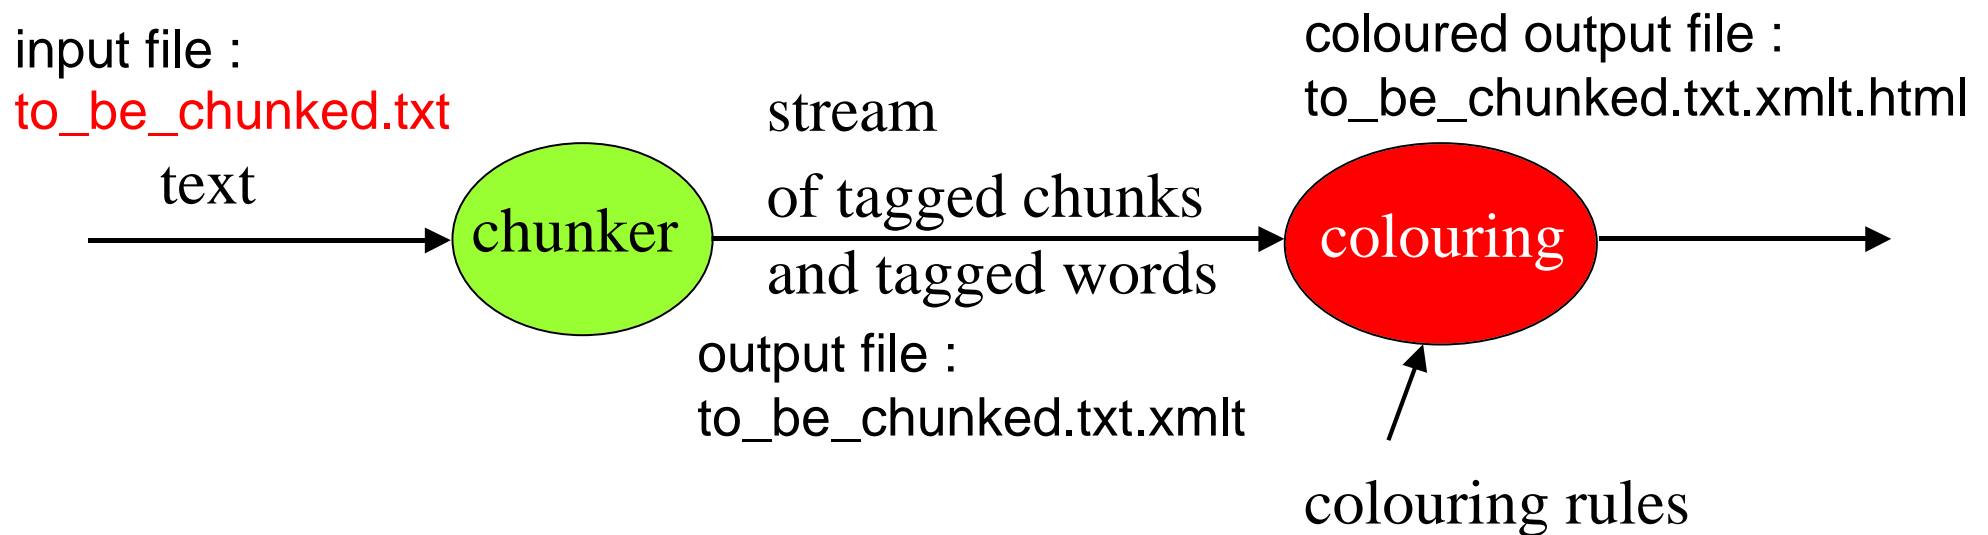 input file :
to_be_chunked.txt
text
chunker
stream
of tagged chunks
and tagged words
output file :
to_be_chunked.txt.xmlt
coloured output file :
to_be_chunked.txt.xmlt.html
colouring
colouring rules